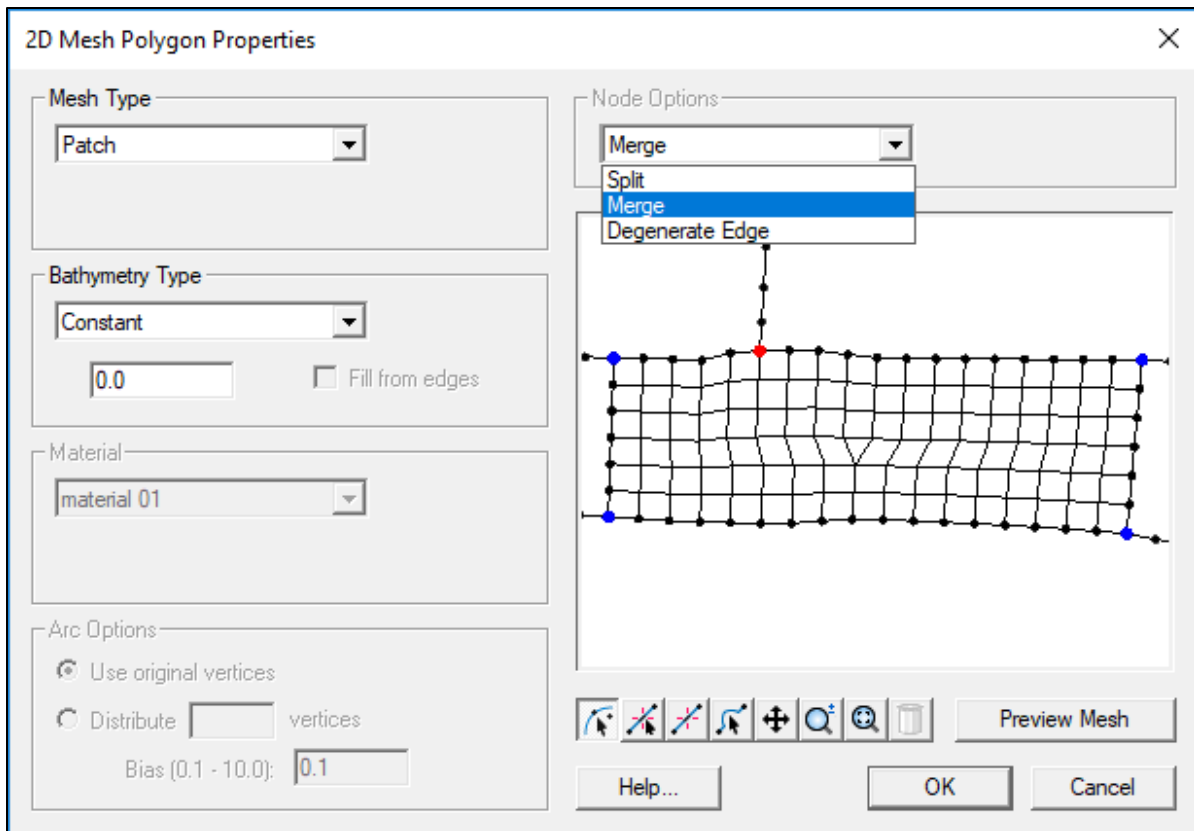 2D Mesh Polygon Properties
Mesh Type
Patch
Bathymetry Type
Constant
0.0
Fill from edges
Material
material 01
Arc Options
Use original vertices
Distribute vertices
Bias (0.1 - 10.0): 0.1
Node Options
Merge
Split
Merge
Degenerate Edge
Preview Mesh
Help...
OK
Cancel